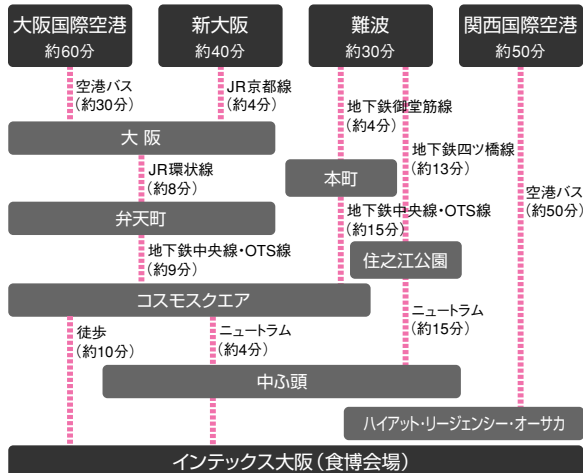 大阪国際空港
約60分
新大阪
約40分
難波
約30分
関西国際空港
約50分
空港バス
(約30分)
JR京都線
(約4分)
地下鉄御堂筋線
(約4分)
地下鉄四ツ橋線
(約13分)
空港バス
(約50分)
大阪
JR環状線
(約8分)
本町
弁天町
地下鉄中央線・OTS線
(約9分)
地下鉄中央線・OTS線
(約15分)
住之江公園
コスモスクエア
徒歩
(約10分)
ニュートラム
(約4分)
ニュートラム
(約15分)
中ふ頭
ハイアット・リージェンシー・オーサカ
インテックス大阪(食博会場)